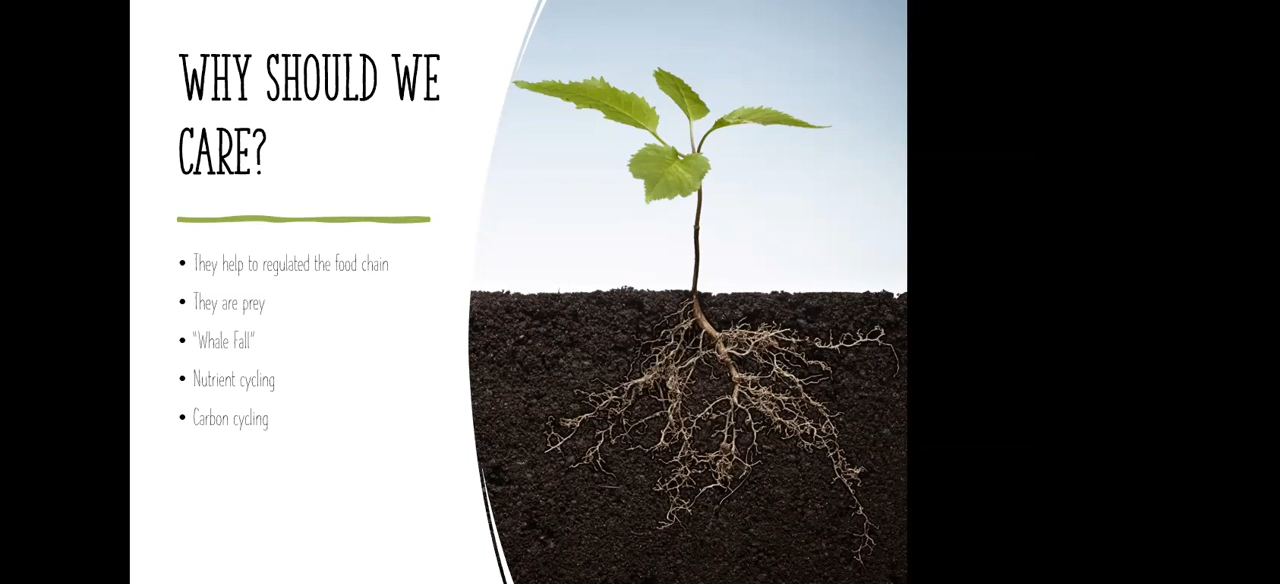 WHY SHOULD WE
CARE?
• They help to regulated the food chain
• They are prey
• "Whale Fall"
• Nutrient cycling
• Carbon cycling